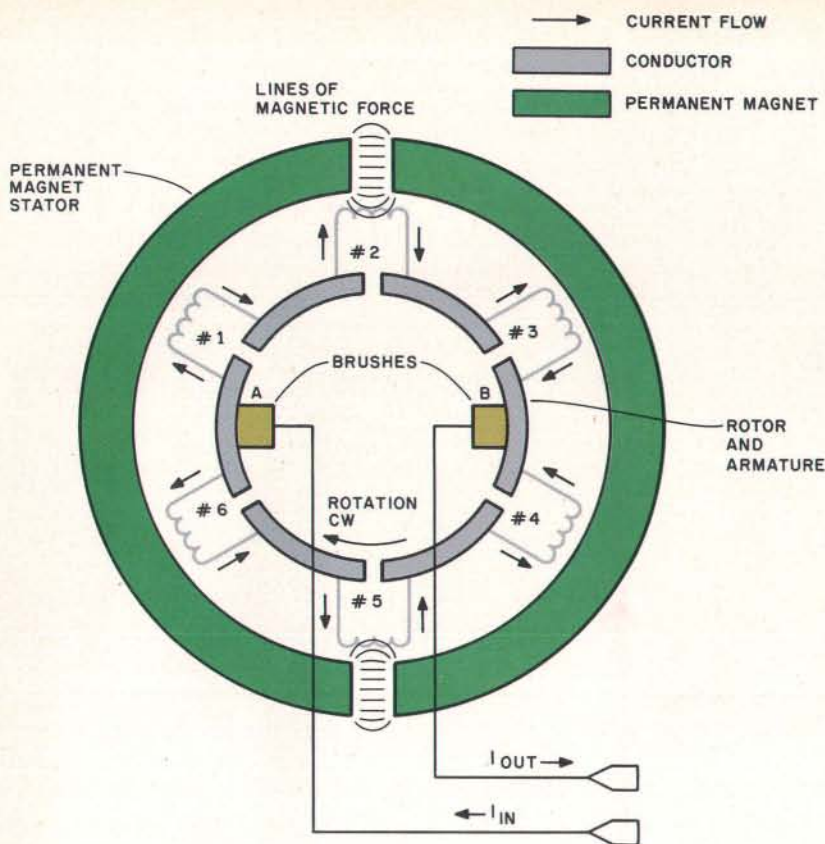 CURRENT FLOW
CONDUCTOR
PERMANENT MAGNET
LINES OF
MAGNETIC FORCE
PERMANENT
MAGNET
STATOR
#2
#1
#3
BRUSHES
A
B
ROTOR
AND
ARMATURE
#6
ROTATION
CW
#4
#5
I OUT
I IN